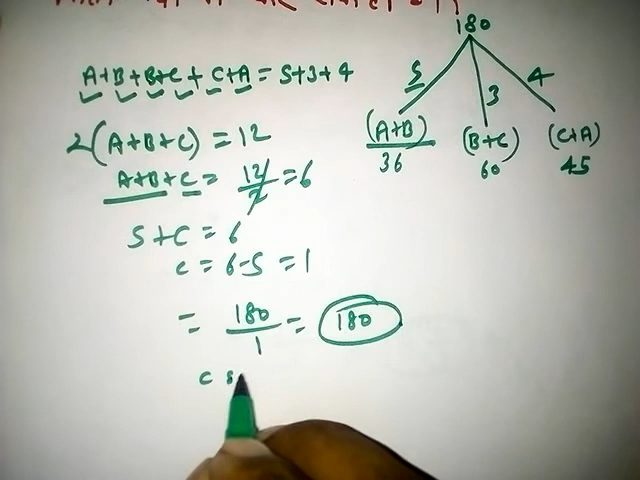 180
A+B+B+C+C+A = 5+3+4
5 3 4
(A+B) (B+C) (C+A)
36 60 45
2(A+B+C) = 12
A+B+C = 12/2 = 6
5+C = 6
C = 6-5 = 1
= 180/1 = 180
C